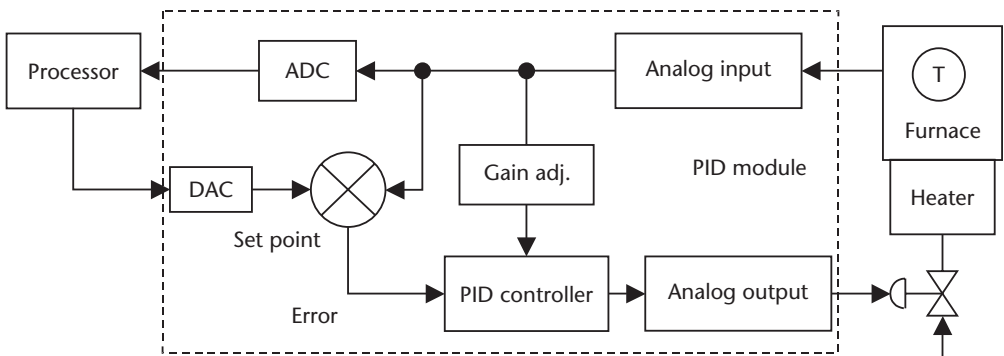 Processor
ADC
Analog input
T
Furnace
DAC
Gain adj.
PID module
Heater
Set point
PID controller
Analog output
Error